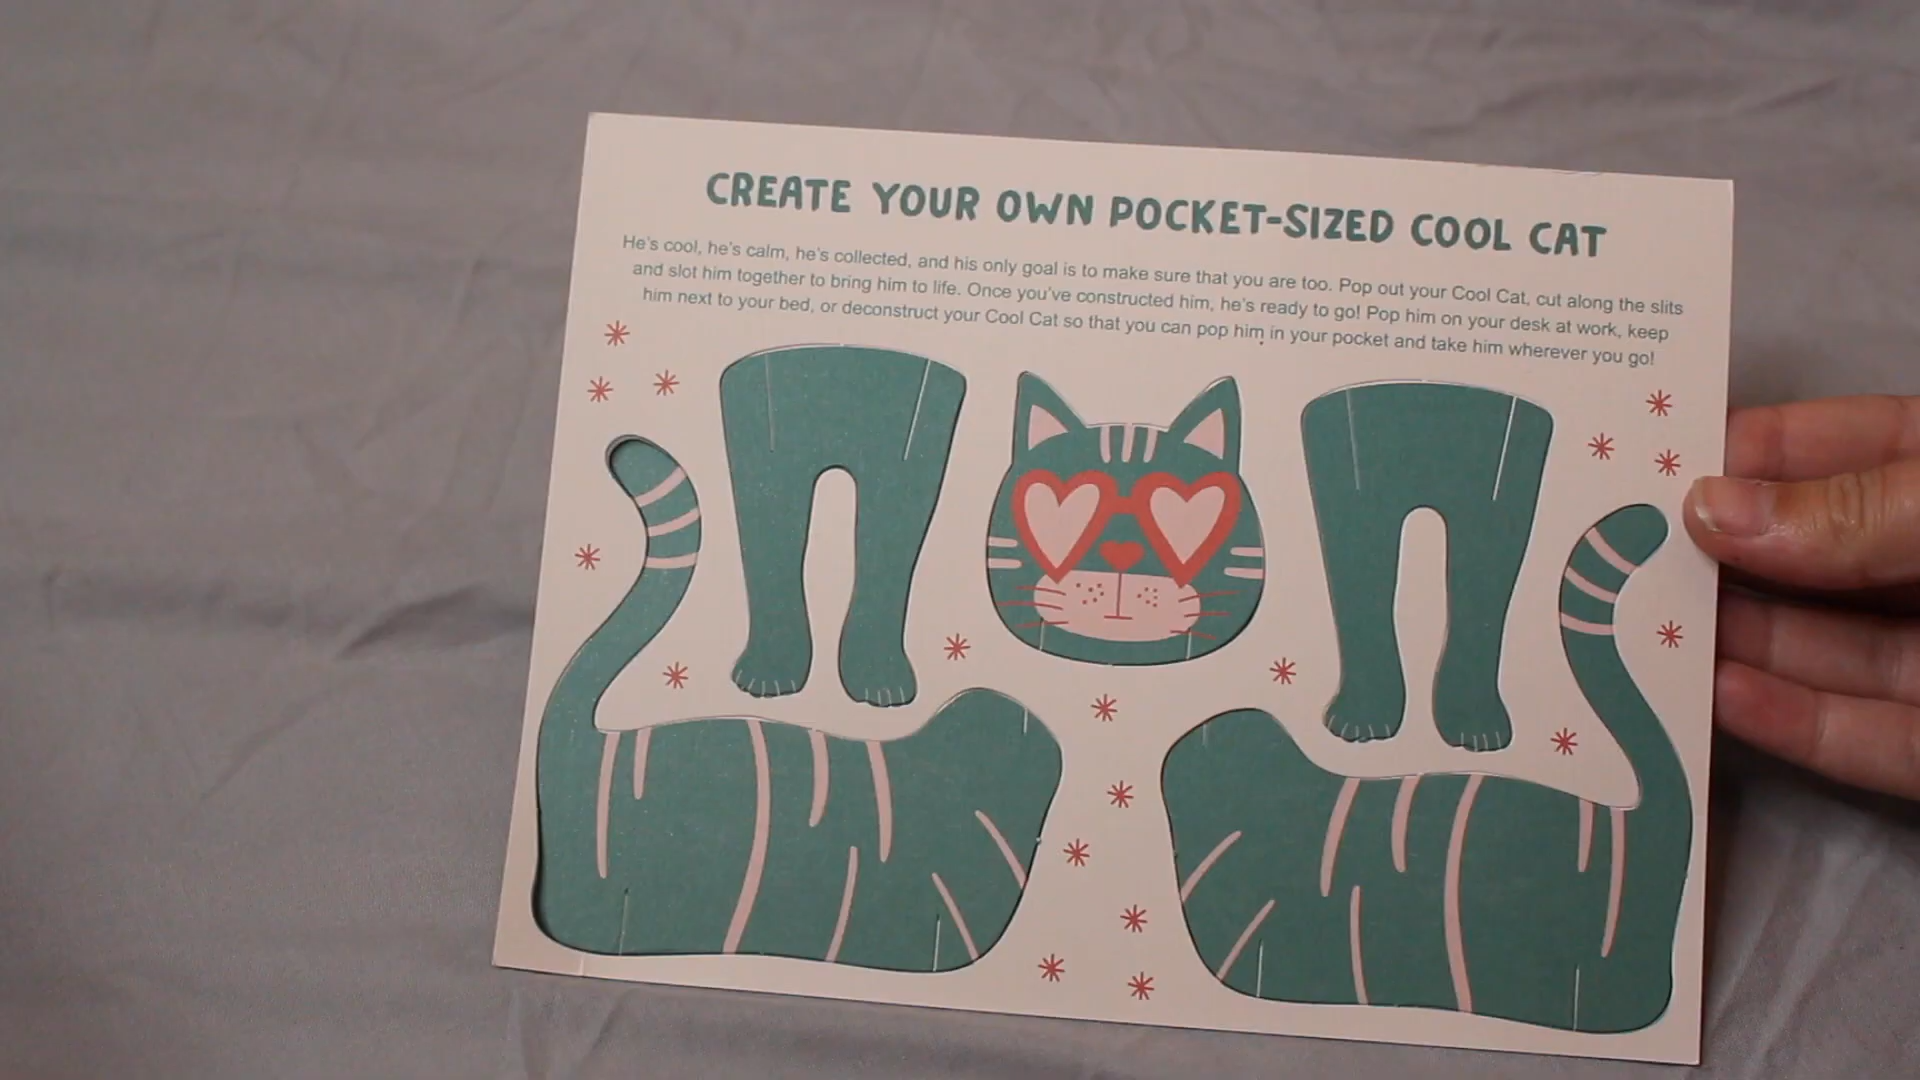 CREATE YOUR OWN POCKET-SIZED COOL CAT
He's cool, he's calm, he's collected, and his only goal is to make sure that you are too. Pop out your Cool Cat, cut along the slits
and slot him together to bring him to life. Once you've constructed him, he's ready to go! Pop him on your desk at work, keep
him next to your bed, or deconstruct your Cool Cat so that you can pop him in your pocket and take him wherever you go!